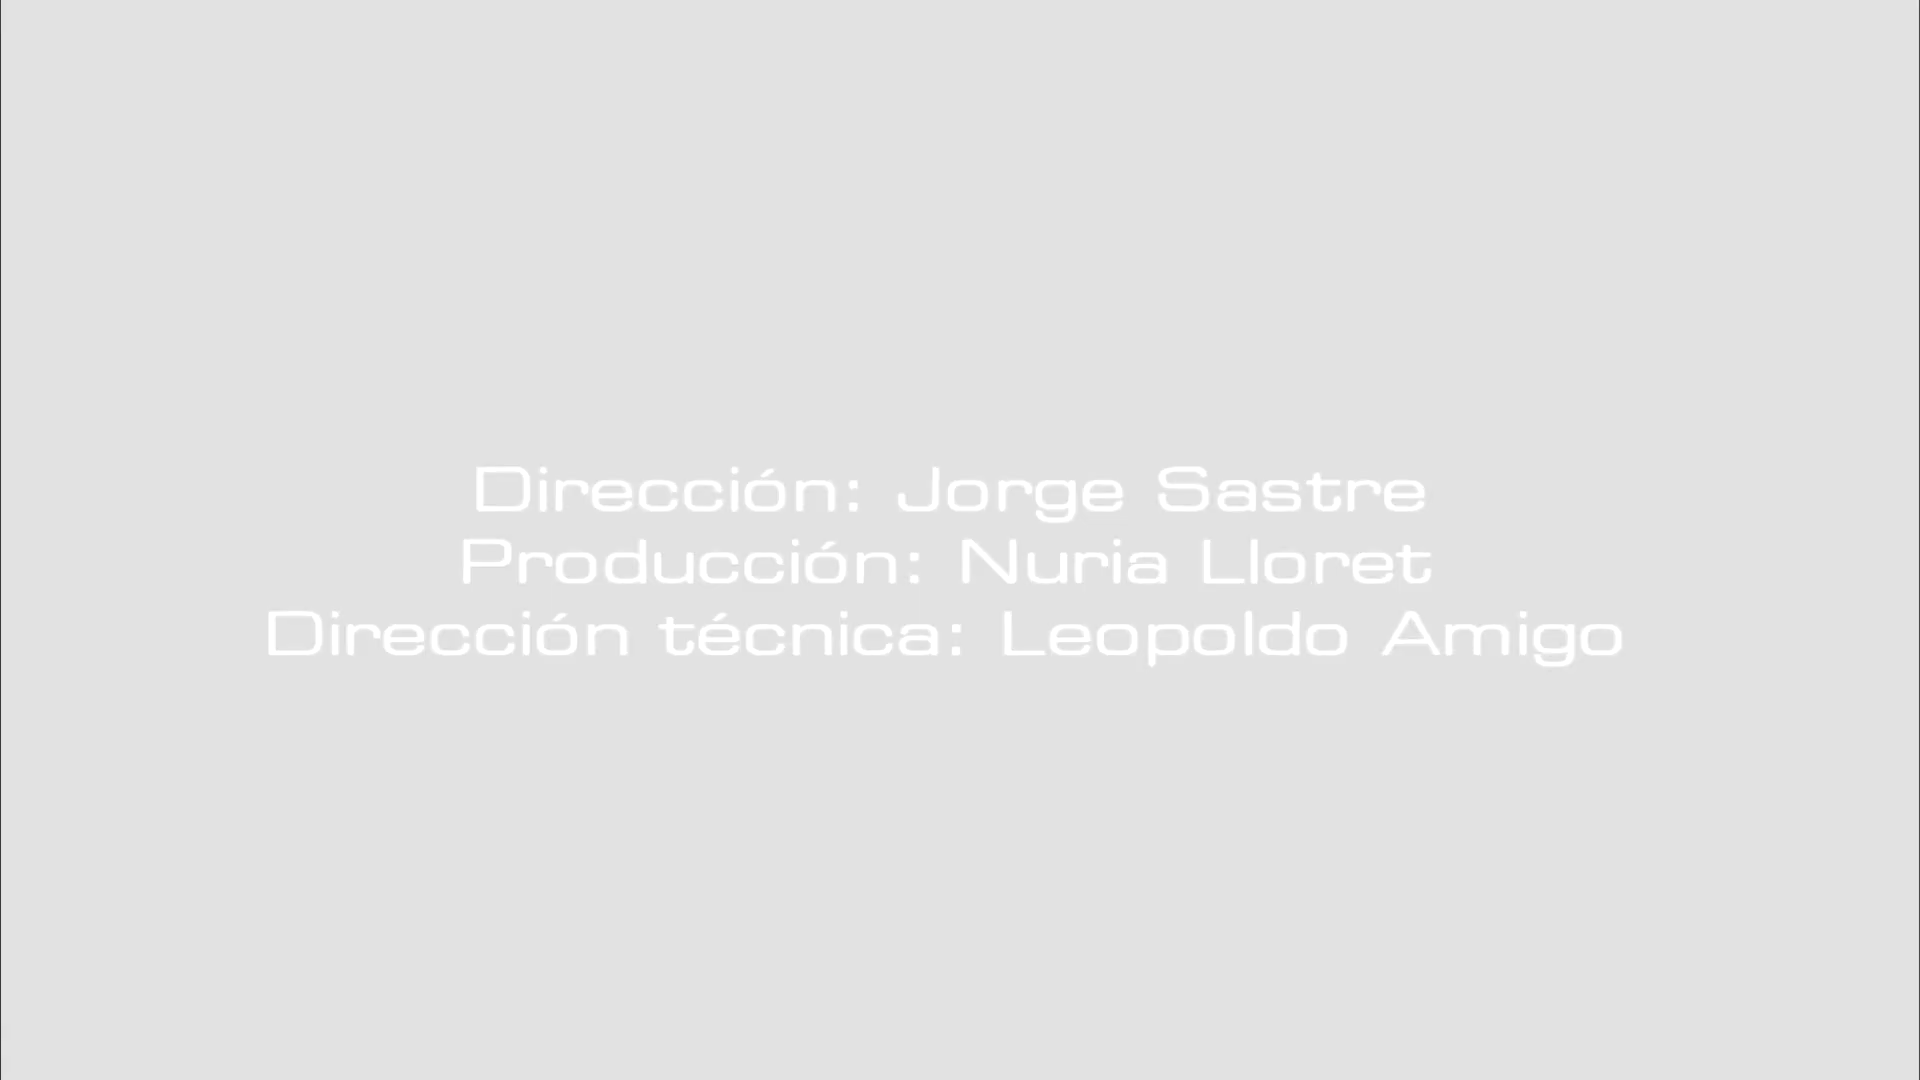 Dirección: Jorge Sastre
Producción: Nuria Lloret
Dirección técnica: Leopoldo Amigo